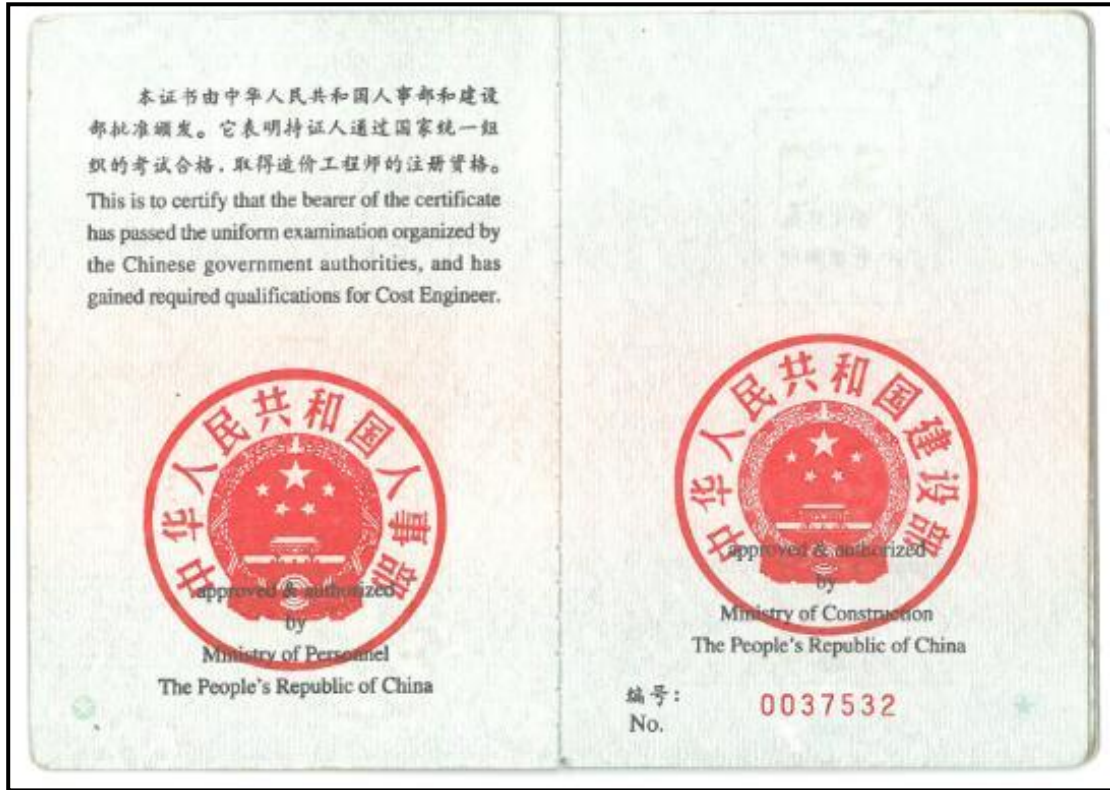 本证书由中华人民共和国人事部和建设
部批准颁发。它表明持证人通过国家统一组
织的考试合格，取得造价工程师的注册资格。
This is to certify that the bearer of the certificate
has passed the uniform examination organized by
the Chinese government authorities, and has
gained required qualifications for Cost Engineer.
中华人民共和国人事部
approved & authorized
by
Ministry of Personnel
The People's Republic of China
中华人民共和国建设部
approved & authorized
by
Ministry of Construction
The People's Republic of China
编号：
No.
0037532